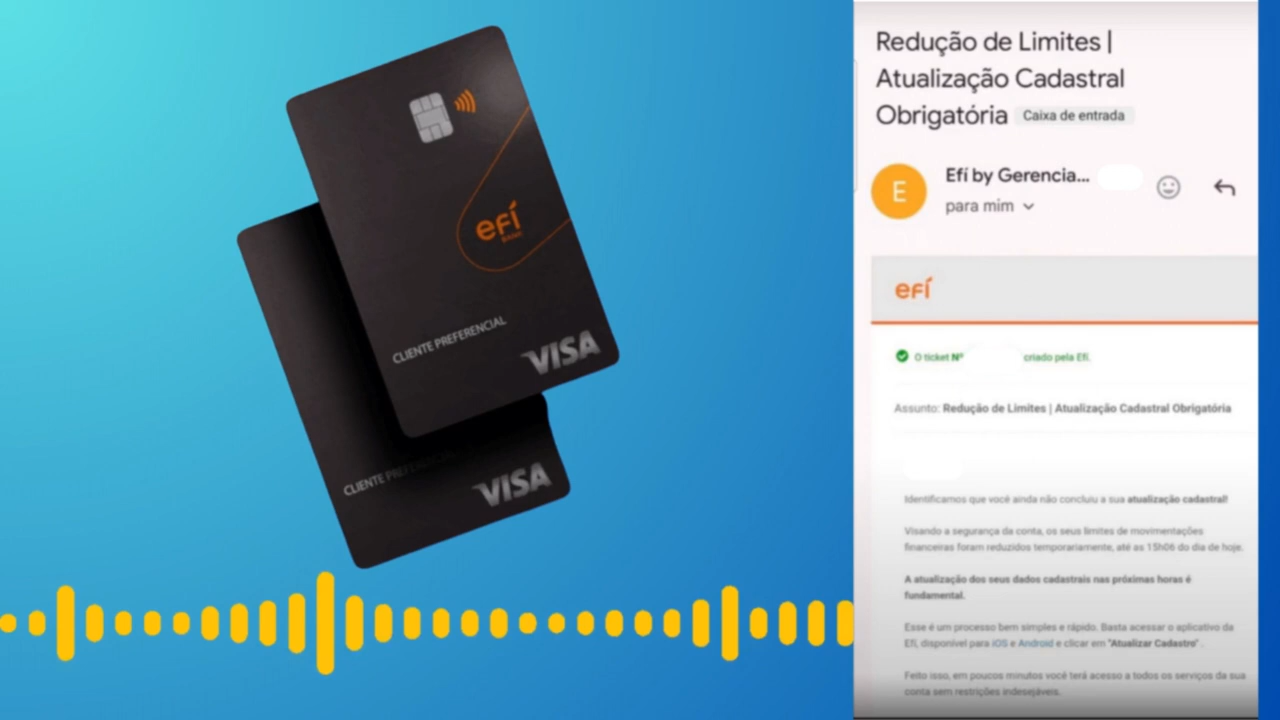 efí
BANK
CLIENTE PREFERENCIAL
VISA
CLIENTE PREFERENCIAL
VISA
Redução de Limites |
Atualização Cadastral
Obrigatória Caixa de entrada
E
Efí by Gerencia...
para mim
efí
O ticket Nº criado pela Efí.
Assunto: Redução de Limites | Atualização Cadastral Obrigatória
Identificamos que você ainda não concluiu a sua atualização cadastral!
Visando a segurança da conta, os seus limites de movimentações
financeiras foram reduzidos temporariamente, até as 15h06 do dia de hoje.
A atualização dos seus dados cadastrais nas próximas horas é
fundamental.
Esse é um processo bem simples e rápido. Basta acessar o aplicativo da
Efí, disponível para iOS e Android e clicar em "Atualizar Cadastro" .
Feito isso, em poucos minutos você terá acesso a todos os serviços da sua
conta sem restrições indesejáveis.